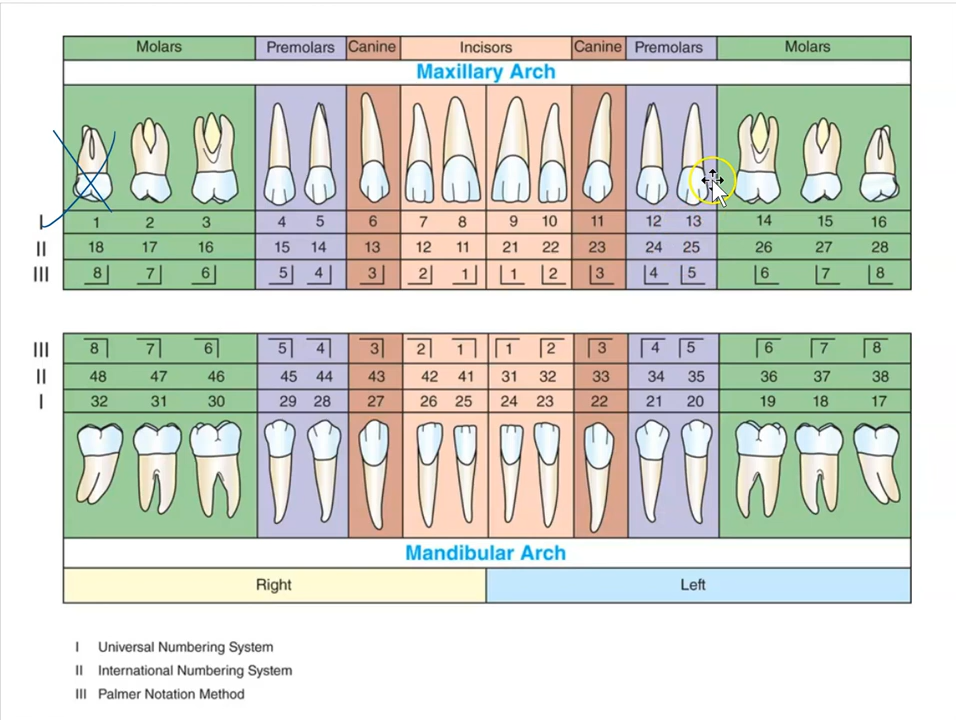 Molars Premolars Canine Incisors Canine Premolars Molars
Maxillary Arch
I 1 2 3 4 5 6 7 8 9 10 11 12 13 14 15 16
II 18 17 16 15 14 13 12 11 21 22 23 24 25 26 27 28
III 8 7 6 5 4 3 2 1 1 2 3 4 5 6 7 8
III 8 7 6 5 4 3 2 1 1 2 3 4 5 6 7 8
II 48 47 46 45 44 43 42 41 31 32 33 34 35 36 37 38
I 32 31 30 29 28 27 26 25 24 23 22 21 20 19 18 17
Mandibular Arch
Right Left
I Universal Numbering System
II International Numbering System
III Palmer Notation Method